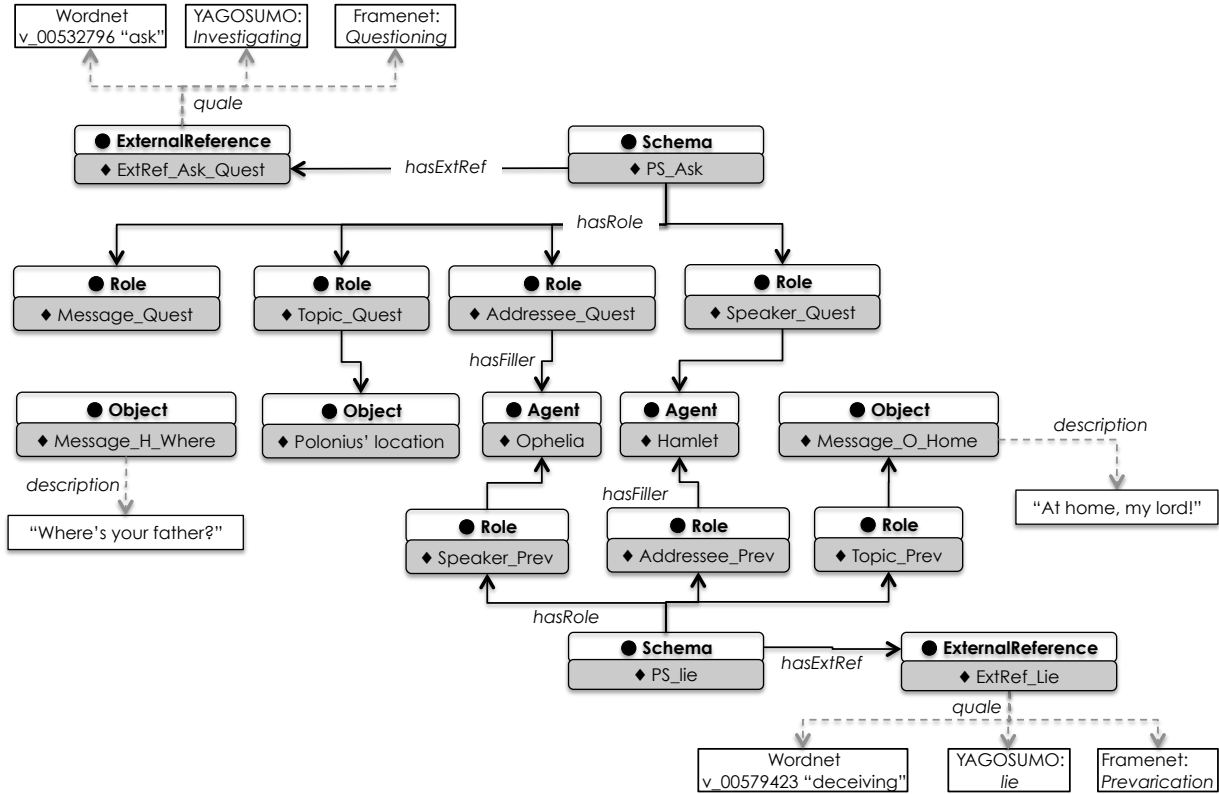 Wordnet
v_00532796 “ask”
YAGOSUMO:
Investigating
Framenet:
Questioning
quale
● ExternalReference
♦ ExtRef_Ask_Quest
hasExtRef
● Schema
♦ PS_Ask
hasRole
● Role
♦ Message_Quest
● Role
♦ Topic_Quest
● Role
♦ Addressee_Quest
● Role
♦ Speaker_Quest
hasFiller
● Object
♦ Message_H_Where
● Object
♦ Polonius’ location
● Agent
♦ Ophelia
● Agent
♦ Hamlet
● Object
♦ Message_O_Home
description
description
“Where’s your father?”
hasFiller
“At home, my lord!”
● Role
♦ Speaker_Prev
● Role
♦ Addressee_Prev
● Role
♦ Topic_Prev
hasRole
● Schema
♦ PS_lie
hasExtRef
● ExternalReference
♦ ExtRef_Lie
quale
Wordnet
v_00579423 “deceiving”
YAGOSUMO:
lie
Framenet:
Prevarication